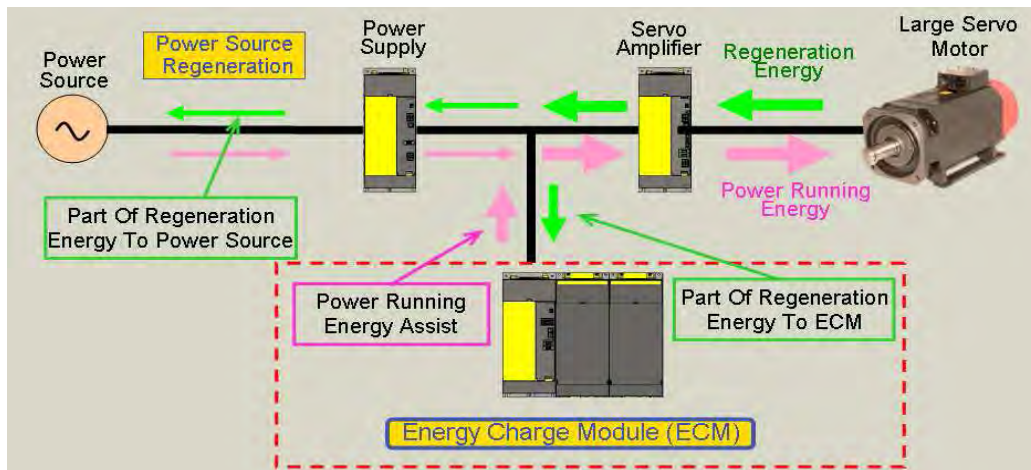 Power Source
Regeneration
Power
Supply
Servo
Amplifier
Large Servo
Motor
Power
Source
Regeneration
Energy
Power Running
Energy
Part Of Regeneration
Energy To Power Source
Power Running
Energy Assist
Part Of Regeneration
Energy To ECM
Energy Charge Module (ECM)